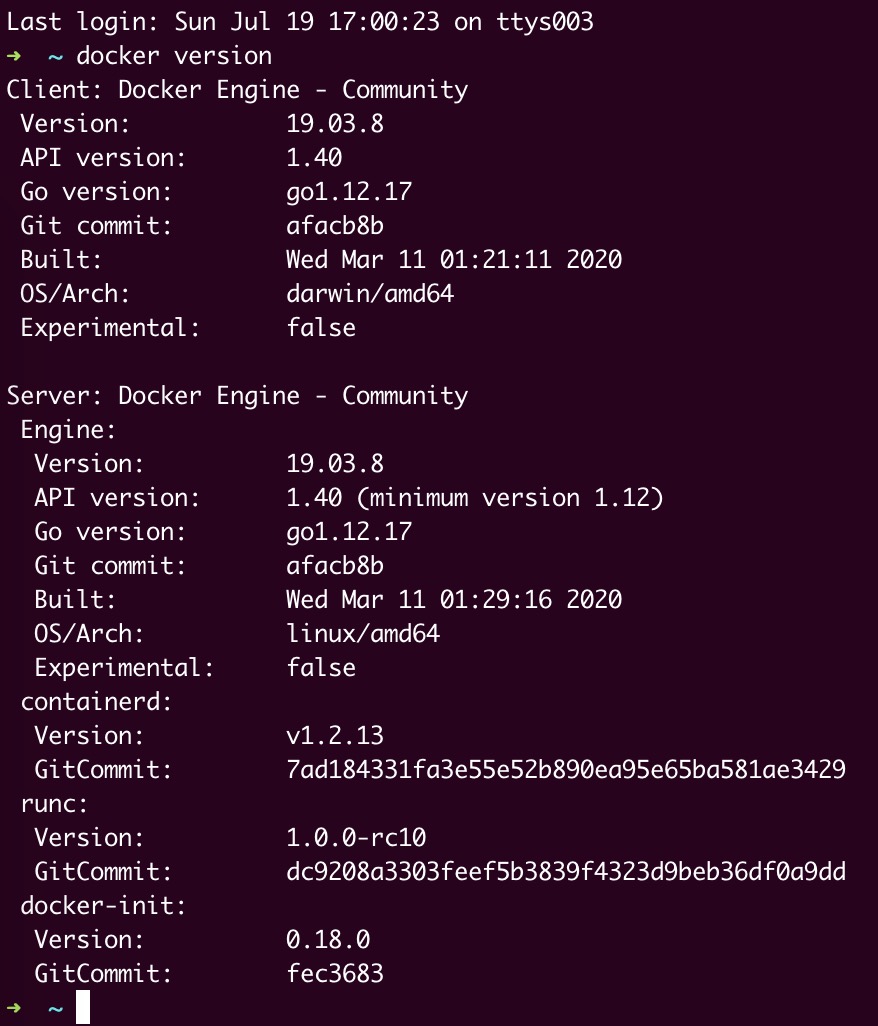 Last login: Sun Jul 19 17:00:23 on ttys003
→ ~ docker version
Client: Docker Engine - Community
 Version:           19.03.8
 API version:       1.40
 Go version:        go1.12.17
 Git commit:        afacb8b
 Built:             Wed Mar 11 01:21:11 2020
 OS/Arch:           darwin/amd64
 Experimental:      false

Server: Docker Engine - Community
 Engine:
  Version:          19.03.8
  API version:      1.40 (minimum version 1.12)
  Go version:       go1.12.17
  Git commit:       afacb8b
  Built:            Wed Mar 11 01:29:16 2020
  OS/Arch:          linux/amd64
  Experimental:     false
 containerd:
  Version:          v1.2.13
  GitCommit:        7ad184331fa3e55e52b890ea95e65ba581ae3429
 runc:
  Version:          1.0.0-rc10
  GitCommit:        dc9208a3303feef5b3839f4323d9beb36df0a9dd
 docker-init:
  Version:          0.18.0
  GitCommit:        fec3683
→ ~